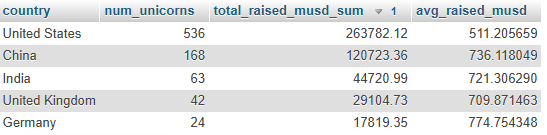 country num_unicorns total_raised_musd_sum 1 avg_raised_musd
United States 536 263782.12 511.205659
China 168 120723.36 736.118049
India 63 44720.99 721.306290
United Kingdom 42 29104.73 709.871463
Germany 24 17819.35 774.754348